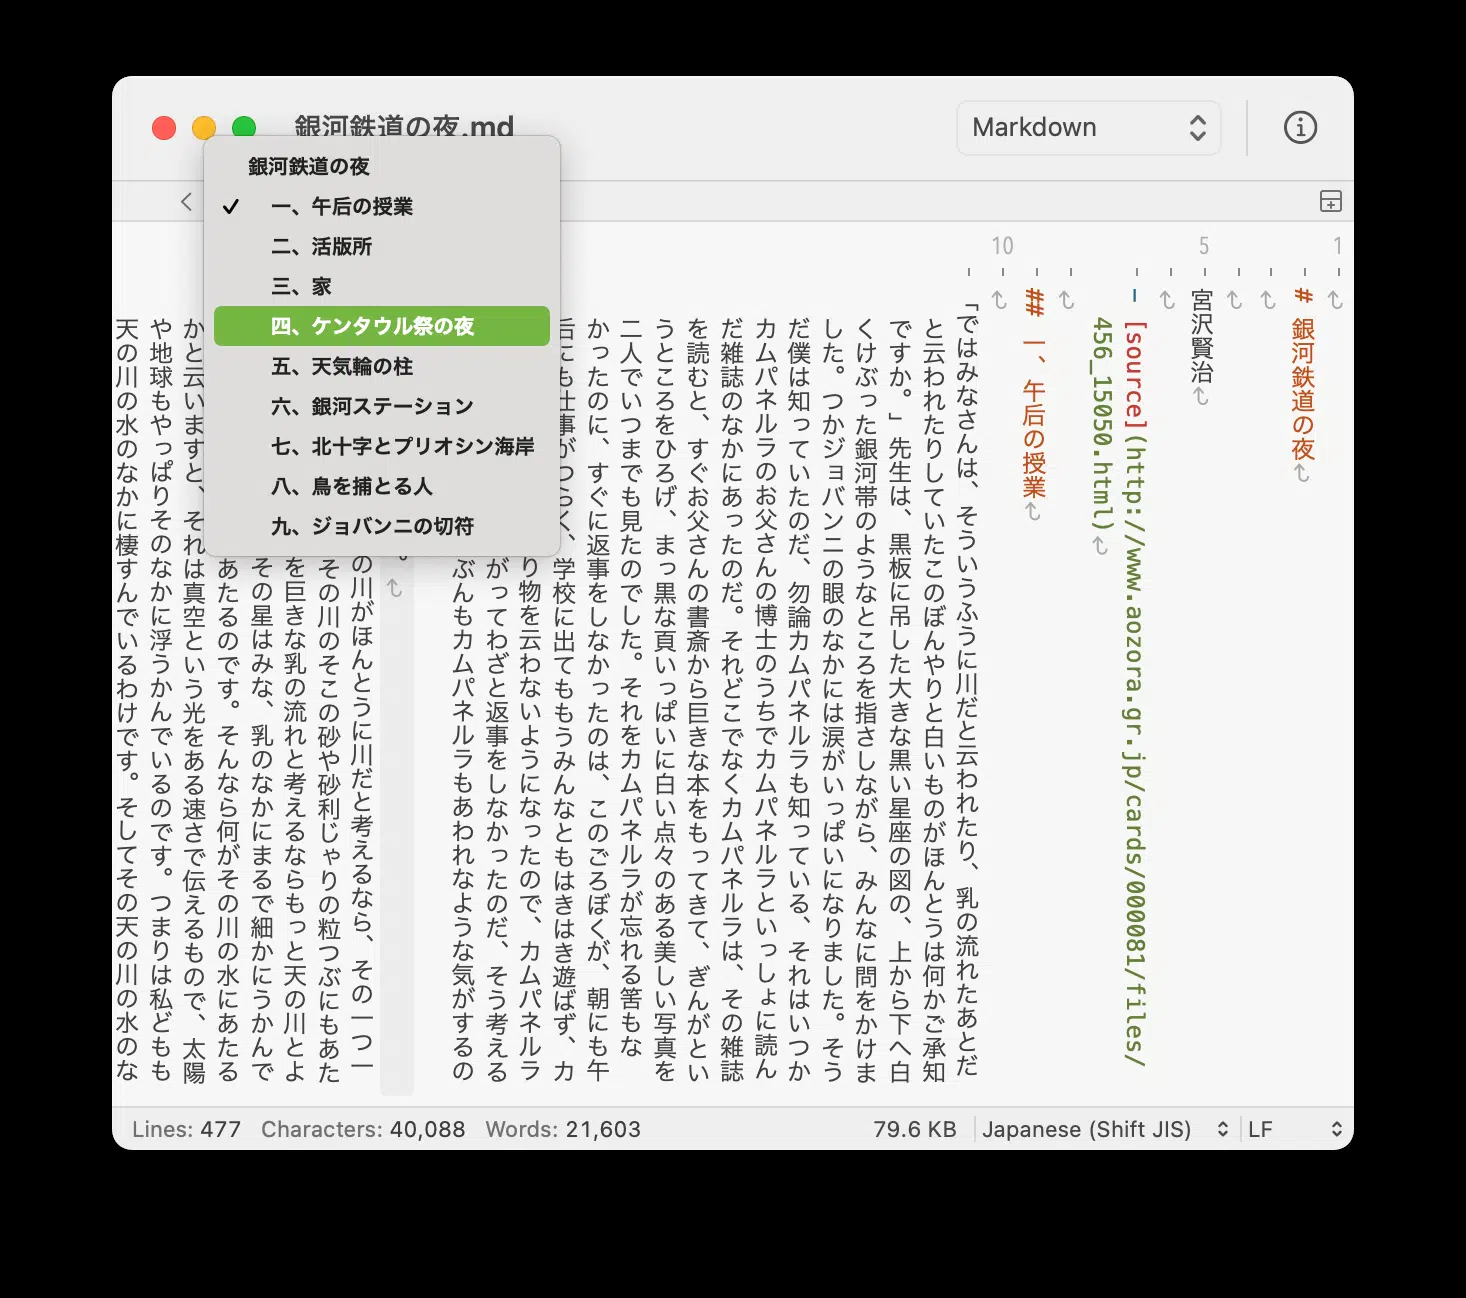 銀河鉄道の夜.md
Markdown
銀河鉄道の夜
✓ 一、午后の授業
二、活版所
三、家
四、ケンタウル祭の夜
五、天気輪の柱
六、銀河ステーション
七、北十字とプリオシン海岸
八、鳥を捕とる人
九、ジョバンニの切符
1
5
10
# 銀河鉄道の夜
宮沢賢治
- [source](http://www.aozora.gr.jp/cards/000081/files/
456_15050.html)
## 一、午后の授業
「ではみなさんは、そういうふうに川だと云われたり、乳の流れたあとだ
と云われたりしていたこのぼんやりと白いものがほんとうは何かご承知
ですか。」先生は、黒板に吊した大きな黒い星座の図の、上から下へ白
くけぶった銀河帯のようなところを指さしながら、みんなに問をかけま
した。つかジョバンニの眼のなかには涙がいっぱいになりました。そう
だ僕は知っていたのだ、勿論カムパネルラも知っている、それはいつか
カムパネルラのお父さんの博士のうちでカムパネルラといっしょに読ん
だ雑誌のなかにあったのだ。それどこでなくカムパネルラは、その雑誌
を読むと、すぐお父さんの書斎から巨きな本をもってきて、ぎんがとい
うところをひろげ、まっ黒な頁いっぱいに白い点々のある美しい写真を
二人でいつまでも見たのでした。それをカムパネルラが忘れる筈もな
かったのに、すぐに返事をしなかったのは、このごろぼくが、朝にも午
后にも仕事がつらく、学校に出てももうみんなともはきはき遊ばず、カ
り物を云わないようになったので、カムパネルラ
がってわざと返事をしなかったのだ、そう考える
ぶんもカムパネルラもあわれなような気がするの
。
の川がほんとうに川だと考えるなら、その一つ一
その川のそこの砂や砂利じゃりの粒つぶにもあた
を巨きな乳の流れと考えるならもっと天の川とよ
その星はみな、乳のなかにまるで細かにうかんで
あたるのです。そんなら何がその川の水にあたる
かと云いますと、それは真空という光をある速さで伝えるもので、太陽
や地球もやっぱりそのなかに浮うかんでいるのです。つまりは私どもも
天の川の水のなかに棲すんでいるわけです。そしてその天の川の水のな
Lines: 477 Characters: 40,088 Words: 21,603
79.6 KB
Japanese (Shift JIS)
LF